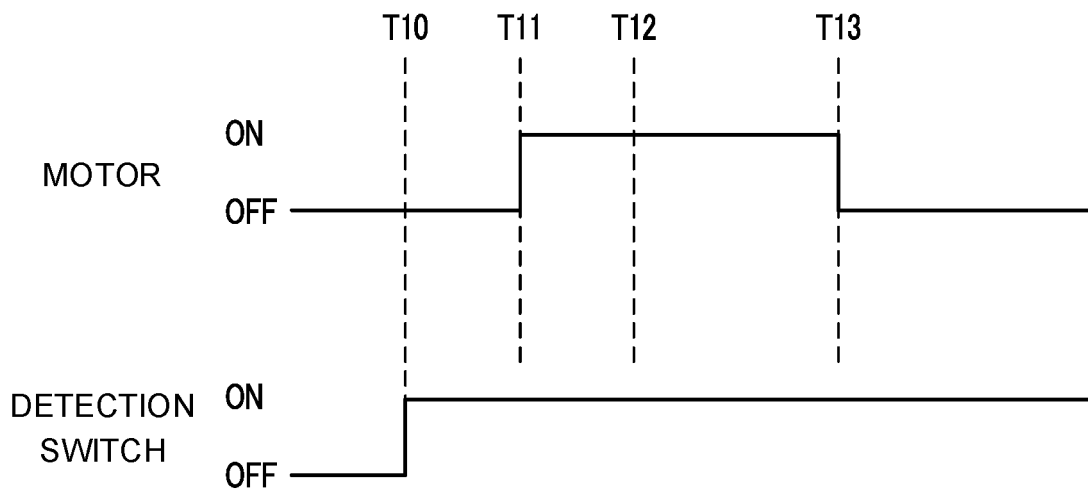 T10 T11 T12 T13
ON
MOTOR
OFF
ON
DETECTION
SWITCH
OFF